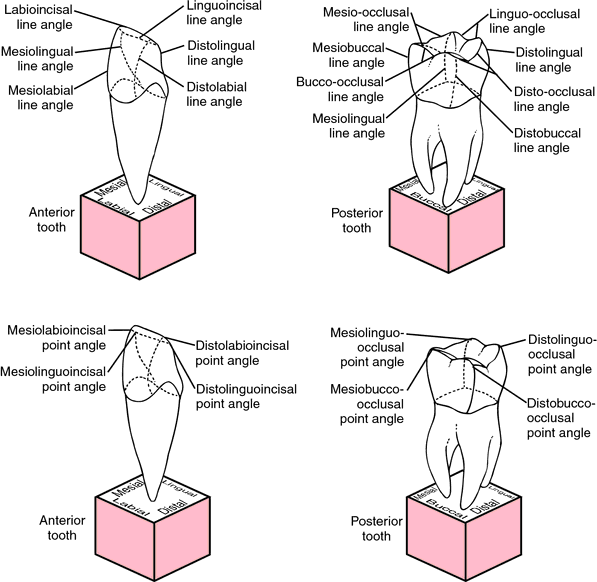 Labioincisal
line angle
Linguoincisal
line angle
Mesiolingual
line angle
Distolingual
line angle
Mesiolabial
line angle
Distolabial
line angle
Mesial
Lingual
Labial
Distal
Anterior
tooth
Mesio-occlusal
line angle
Linguo-occlusal
line angle
Mesiobuccal
line angle
Distolingual
line angle
Bucco-occlusal
line angle
Disto-occlusal
line angle
Mesiolingual
line angle
Distobuccal
line angle
Mesial
Lingual
Buccal
Distal
Posterior
tooth
Mesiolabioincisal
point angle
Distolabioincisal
point angle
Mesiolinguoincisal
point angle
Distolinguoincisal
point angle
Mesial
Lingual
Labial
Distal
Anterior
tooth
Mesiolinguo-
occlusal
point angle
Distolinguo-
occlusal
point angle
Mesiobucco-
occlusal
point angle
Distobucco-
occlusal
point angle
Mesial
Lingual
Buccal
Distal
Posterior
tooth